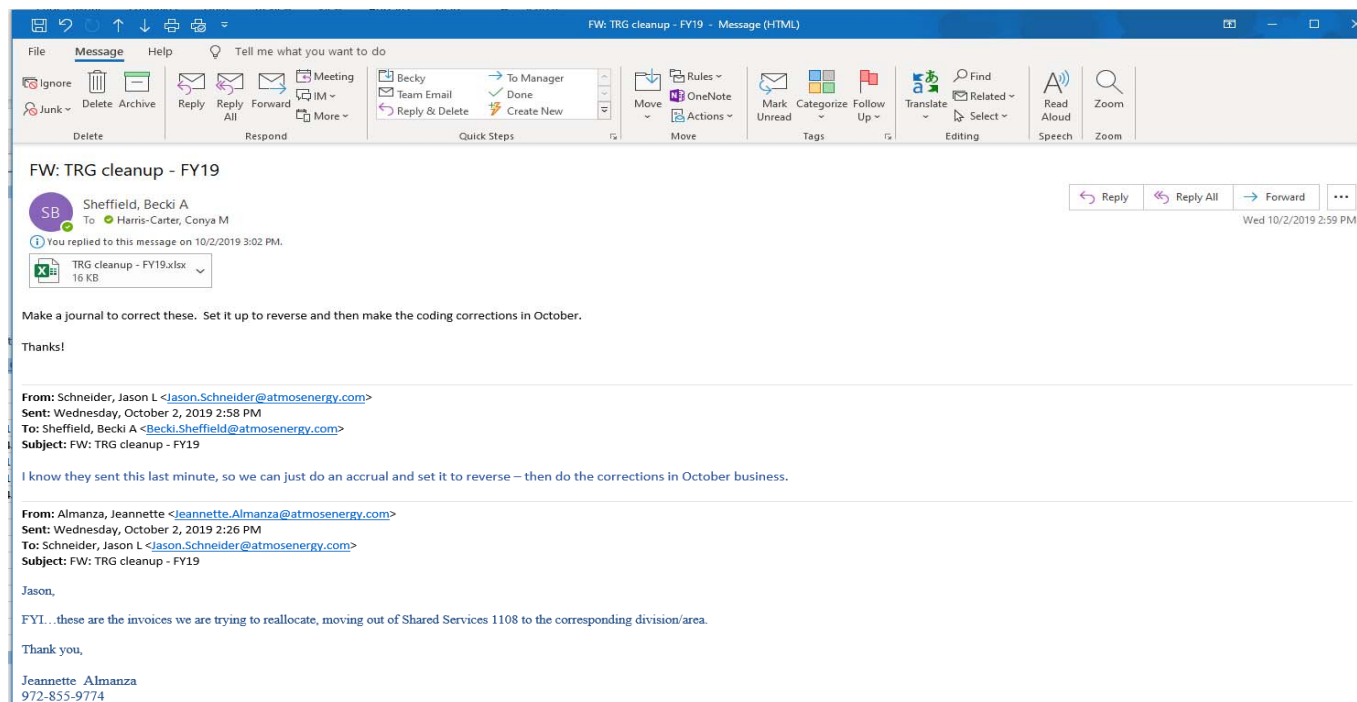 FW: TRG cleanup - FY19 - Message (HTML)
File Message Help Tell me what you want to do
Ignore
Junk
Delete Archive
Reply Reply All Forward
Meeting
IM
More
Becky To Manager
Team Email Done
Reply & Delete Create New
Move
Rules
OneNote
Actions
Mark Unread Categorize Follow Up
Translate
Find
Related
Select
Read Aloud
Zoom
Delete Respond Quick Steps Move Tags Editing Speech Zoom
FW: TRG cleanup - FY19
SB
Sheffield, Becki A
To Harris-Carter, Conya M
Reply Reply All Forward
Wed 10/2/2019 2:59 PM
You replied to this message on 10/2/2019 3:02 PM.
TRG cleanup - FY19.xlsx
16 KB
Make a journal to correct these. Set it up to reverse and then make the coding corrections in October.
Thanks!
From: Schneider, Jason L <Jason.Schneider@atmosenergy.com>
Sent: Wednesday, October 2, 2019 2:58 PM
To: Sheffield, Becki A <Becki.Sheffield@atmosenergy.com>
Subject: FW: TRG cleanup - FY19
I know they sent this last minute, so we can just do an accrual and set it to reverse – then do the corrections in October business.
From: Almanza, Jeannette <Jeannette.Almanza@atmosenergy.com>
Sent: Wednesday, October 2, 2019 2:26 PM
To: Schneider, Jason L <Jason.Schneider@atmosenergy.com>
Subject: FW: TRG cleanup - FY19
Jason,
FYI…these are the invoices we are trying to reallocate, moving out of Shared Services 1108 to the corresponding division/area.
Thank you,
Jeannette Almanza
972-855-9774